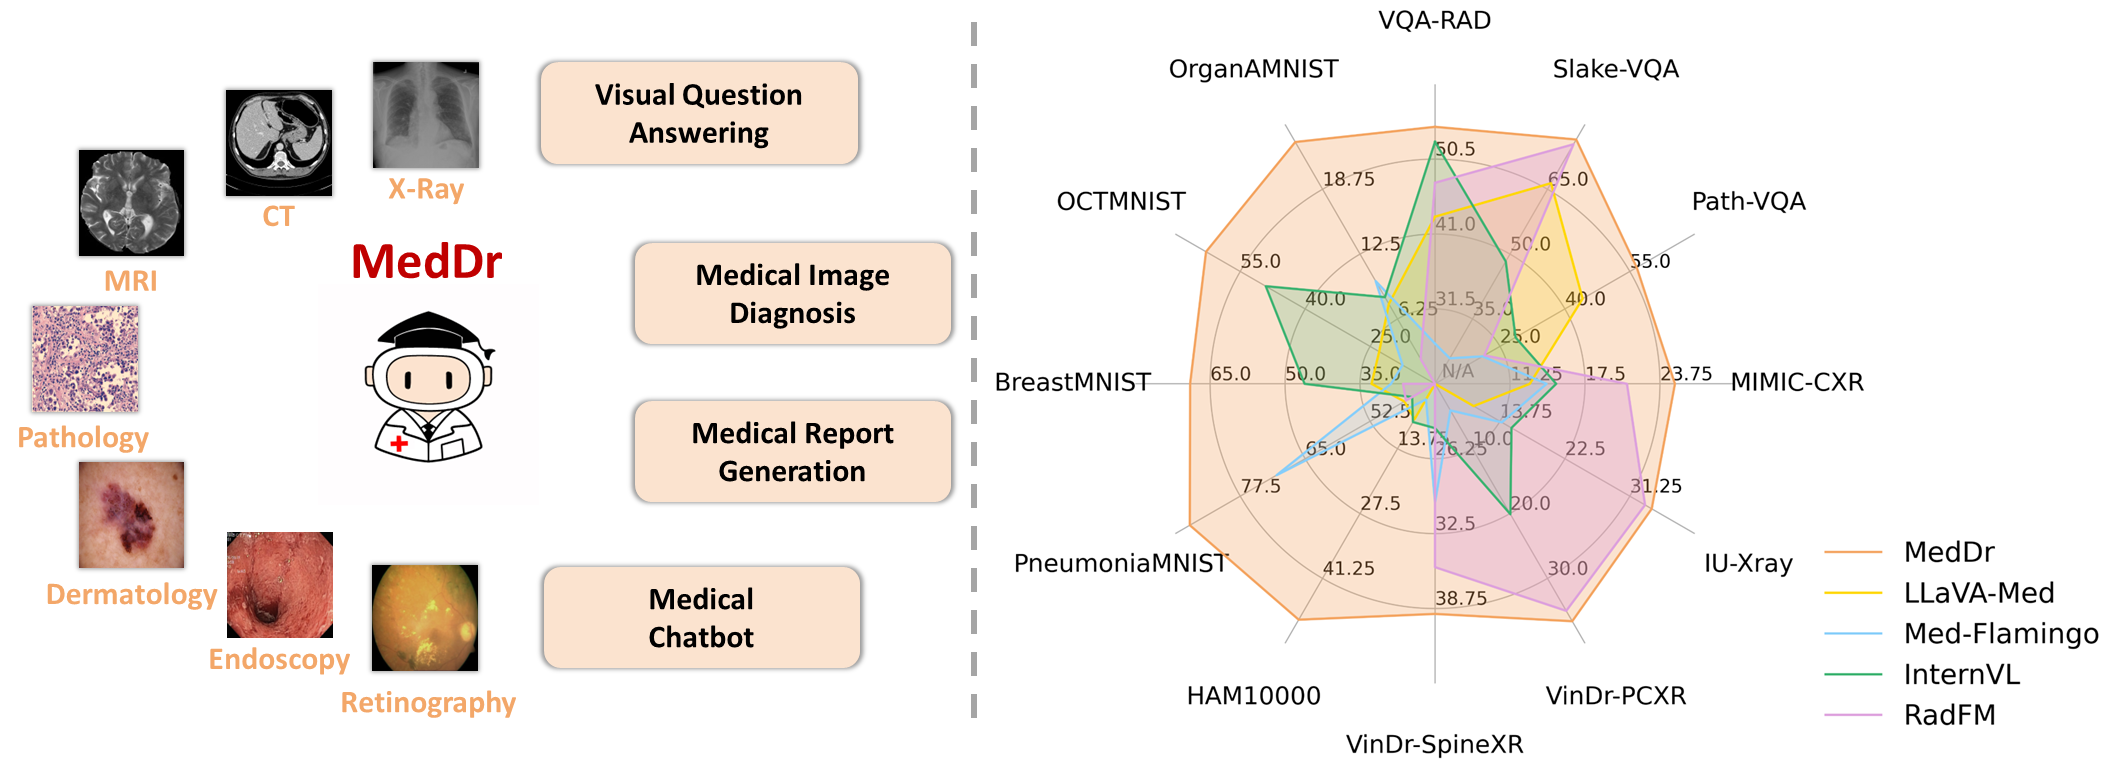 X-Ray
CT
MRI
Pathology
Dermatology
Endoscopy
Retinography
MedDr
Visual Question
Answering
Medical Image
Diagnosis
Medical Report
Generation
Medical
Chatbot
VQA-RAD
OrganAMNIST
Slake-VQA
OCTMNIST
Path-VQA
BreastMNIST
MIMIC-CXR
PneumoniaMNIST
IU-Xray
HAM10000
VinDr-PCXR
VinDr-SpineXR
50.5
41.0
31.5
65.0
50.0
35.0
55.0
40.0
25.0
N/A
11.25
17.5
23.75
13.75
22.5
31.25
10.0
20.0
30.0
26.25
32.5
38.75
13.75
27.5
41.25
52.5
65.0
77.5
35.0
50.0
65.0
25.0
40.0
55.0
6.25
12.5
18.75
MedDr
LLaVA-Med
Med-Flamingo
InternVL
RadFM